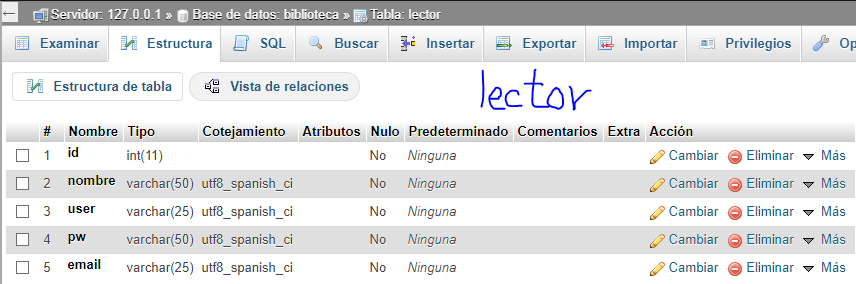 ← Servidor: 127.0.0.1 » Base de datos: biblioteca » Tabla: lector
Examinar Estructura SQL Buscar Insertar Exportar Importar Privilegios Op
Estructura de tabla Vista de relaciones
lector
# Nombre Tipo Cotejamiento Atributos Nulo Predeterminado Comentarios Extra Acción
1 id int(11) No Ninguna Cambiar Eliminar Más
2 nombre varchar(50) utf8_spanish_ci No Ninguna Cambiar Eliminar Más
3 user varchar(25) utf8_spanish_ci No Ninguna Cambiar Eliminar Más
4 pw varchar(50) utf8_spanish_ci No Ninguna Cambiar Eliminar Más
5 email varchar(25) utf8_spanish_ci No Ninguna Cambiar Eliminar Más